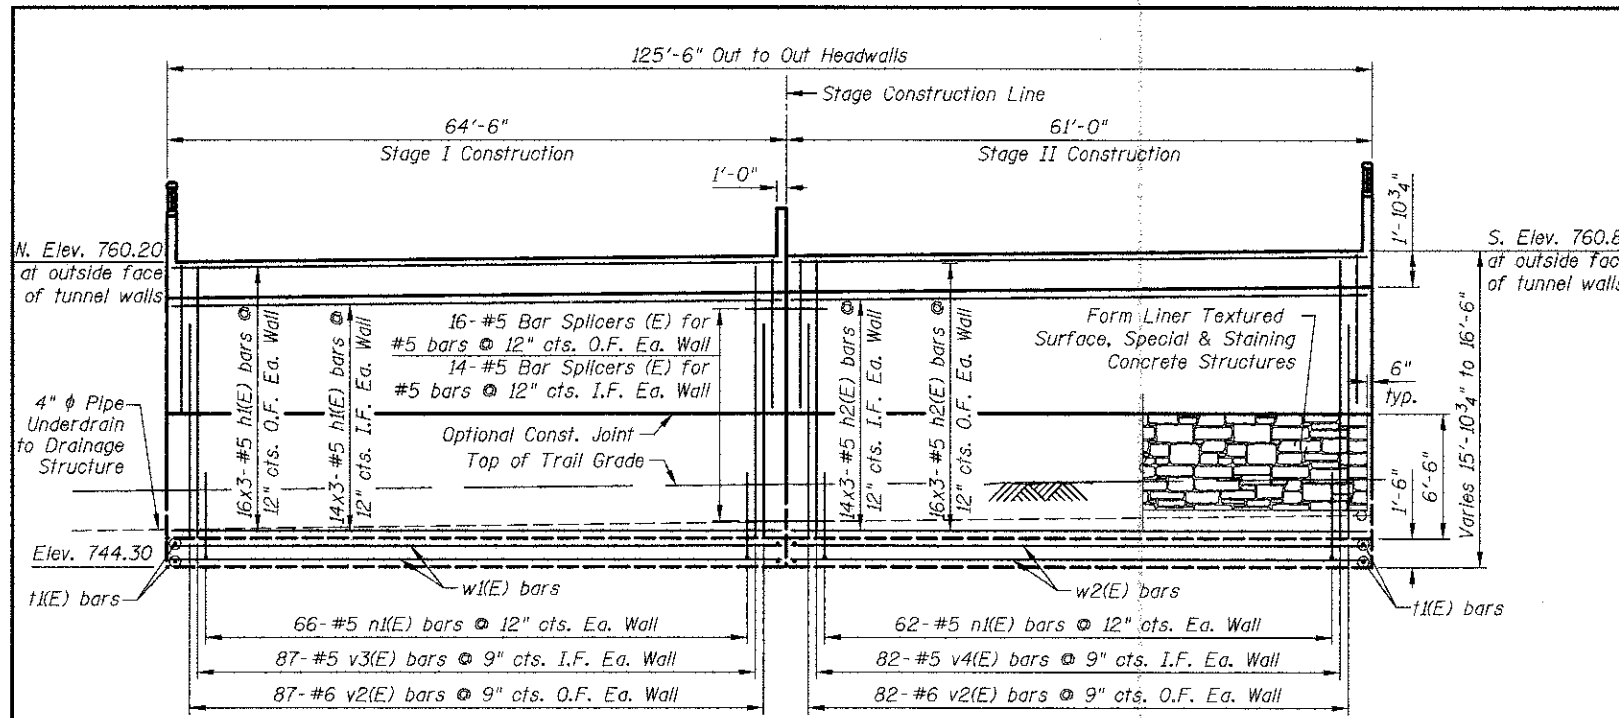 125'-6" Out to Out Headwalls
Stage Construction Line
64'-6"
Stage I Construction
61'-0"
Stage II Construction
1'-0"
1'-10 3/4"
N. Elev. 760.20
at outside face
of tunnel walls
S. Elev. 760.8
at outside fac
of tunnel walls
16x3- #5 h1(E) bars @
12" cts. O.F. Ea. Wall
14x3- #5 h1(E) bars @
12" cts. I.F. Ea. Wall
16- #5 Bar Splicers (E) for
#5 bars @ 12" cts. O.F. Ea. Wall
14- #5 Bar Splicers (E) for
#5 bars @ 12" cts. I.F. Ea. Wall
14x3- #5 h2(E) bars @
12" cts. I.F. Ea. Wall
16x3- #5 h2(E) bars @
12" cts. O.F. Ea. Wall
Form Liner Textured
Surface, Special & Staining
Concrete Structures
6"
typ.
4" ϕ Pipe
Underdrain
to Drainage
Structure
Optional Const. Joint
Top of Trail Grade
1'-6"
6'-6"
Varies 15'-10 3/4" to 16'-6"
Elev. 744.30
t1(E) bars
w1(E) bars
w2(E) bars
t1(E) bars
66- #5 n1(E) bars @ 12" cts. Ea. Wall
62- #5 n1(E) bars @ 12" cts. Ea. Wall
87- #5 v3(E) bars @ 9" cts. I.F. Ea. Wall
82- #5 v4(E) bars @ 9" cts. I.F. Ea. Wall
87- #6 v2(E) bars @ 9" cts. O.F. Ea. Wall
82- #6 v2(E) bars @ 9" cts. O.F. Ea. Wall